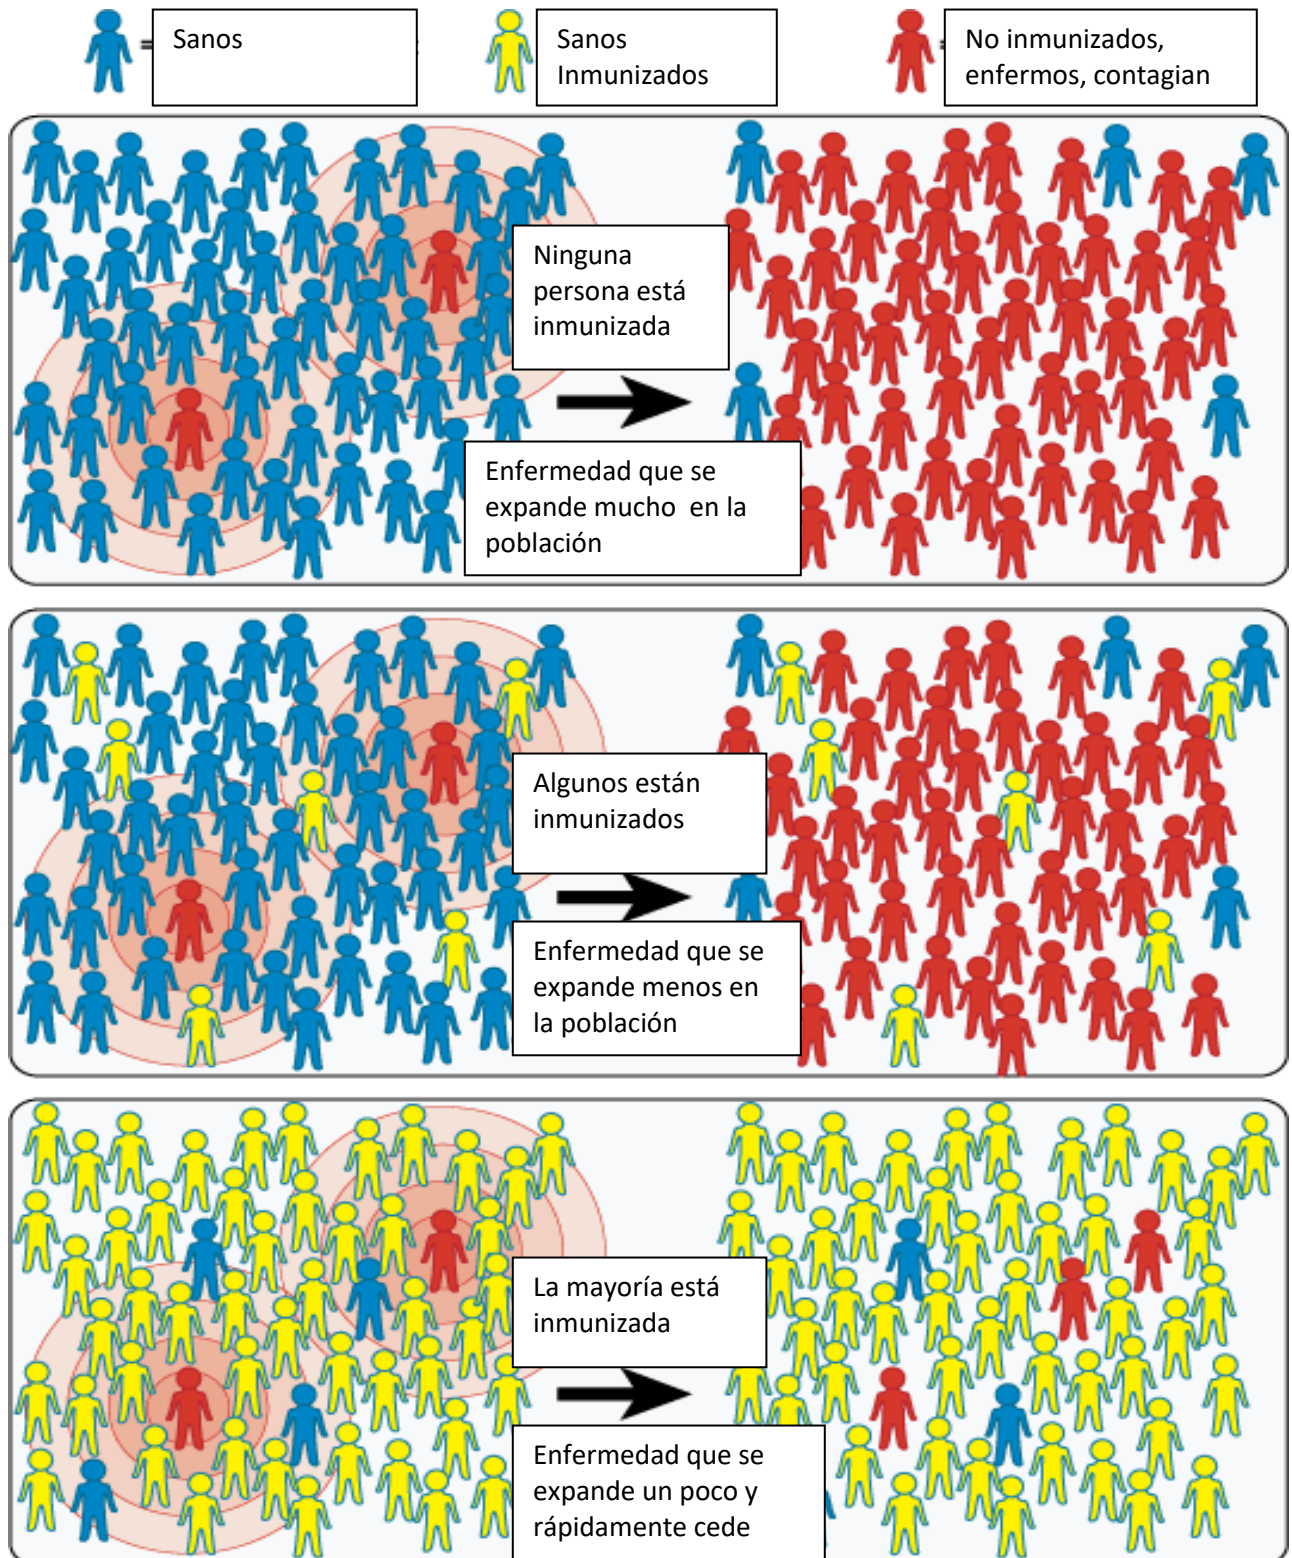 Sanos
Sanos
Inmunizados
No inmunizados,
enfermos, contagian
Ninguna
persona está
inmunizada
Enfermedad que se
expande mucho en la
población
Algunos están
inmunizados
Enfermedad que se
expande menos en
la población
La mayoría está
inmunizada
Enfermedad que se
expande un poco y
rápidamente cede